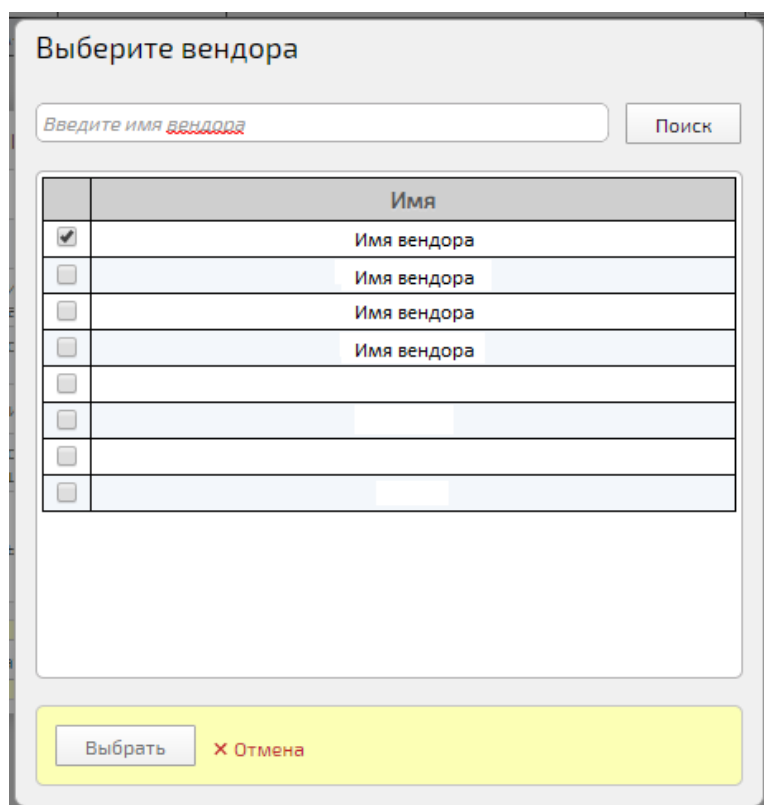 Выберите вендора
Введите имя вендора
Поиск
Имя
Имя вендора
Имя вендора
Имя вендора
Имя вендора
Выбрать
× Отмена